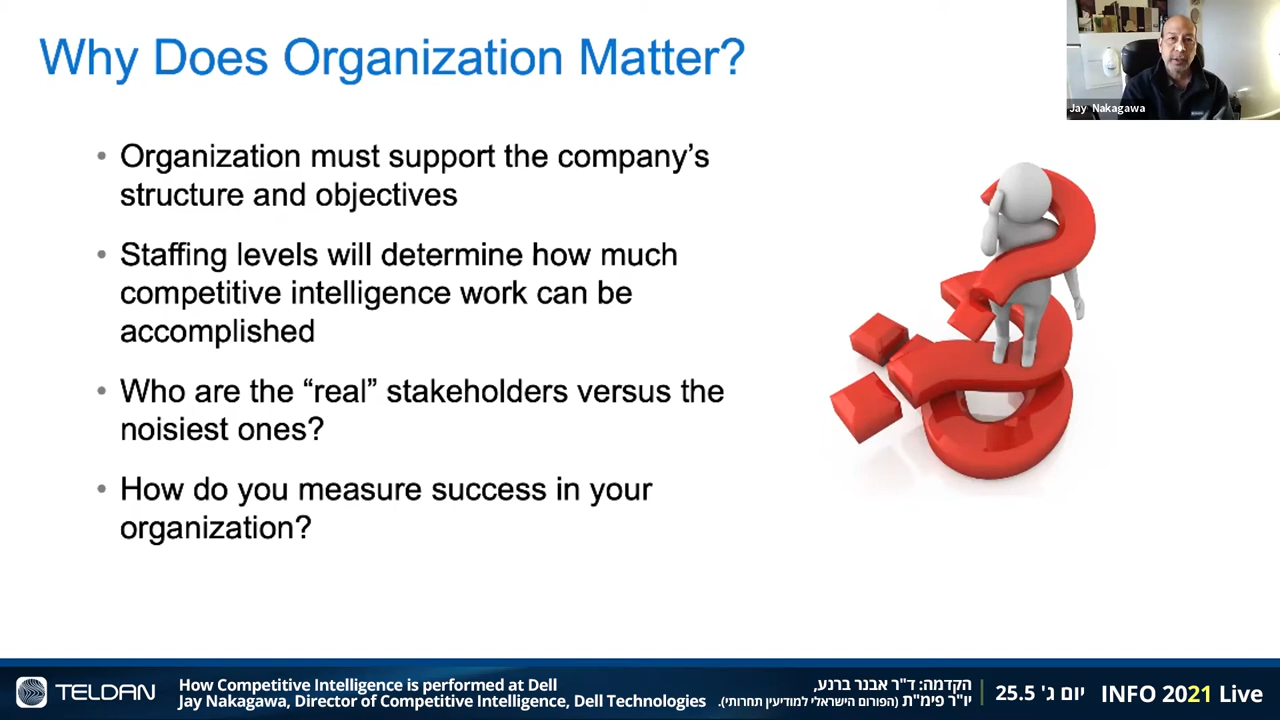 Why Does Organization Matter?
Jay Nakagawa
• Organization must support the company's
structure and objectives
• Staffing levels will determine how much
competitive intelligence work can be
accomplished
• Who are the “real” stakeholders versus the
noisiest ones?
• How do you measure success in your
organization?
TELDAN
How Competitive Intelligence is performed at Dell
Jay Nakagawa, Director of Competitive Intelligence, Dell Technologies
הקדמה: ד"ר אבנר ברנע,
יו"ר פימ"ת (הפורום הישראלי למודיעין תחרותי).
יום ג' 25.5
INFO 2021 Live